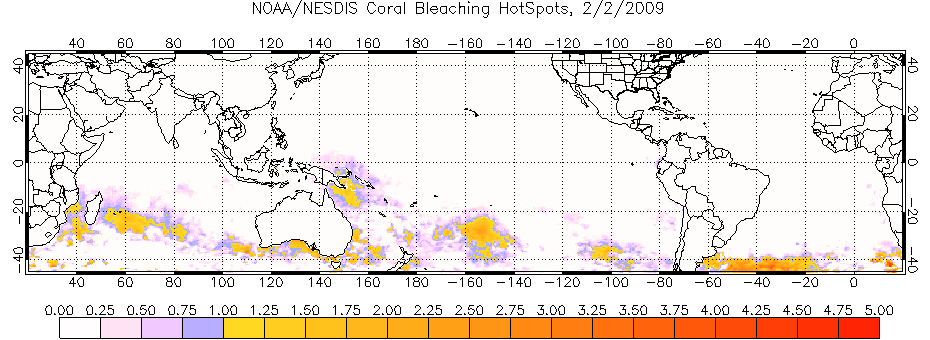 NOAA/NESDIS Coral Bleaching HotSpots, 2/2/2009
40 60 80 100 120 140 160 180 -160 -140 -120 -100 -80 -60 -40 -20 0
40 40
20 20
0 0
-20 -20
40 40
40 60 80 100 120 140 160 180 -160 -140 -120 -100 -80 -60 -40 -20 0
0.00 0.25 0.50 0.75 1.00 1.25 1.50 1.75 2.00 2.25 2.50 2.75 3.00 3.25 3.50 3.75 4.00 4.25 4.50 4.75 5.00